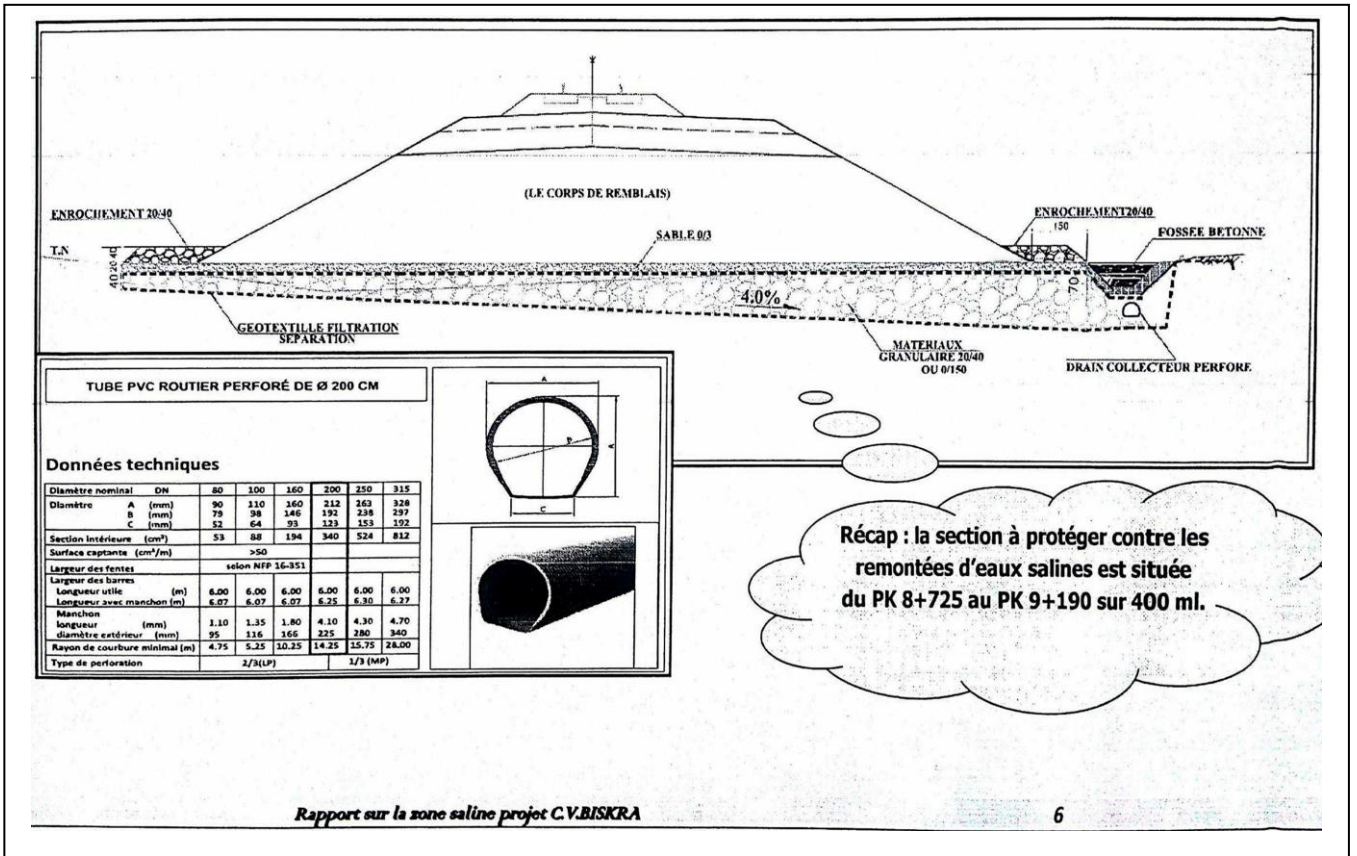 (LE CORPS DE REMBLAIS)
ENROCHEMENT 20/40
ENROCHEMENT20/40
150
FOSSEE BETONNE
T.N
SABLE 0/3
40 20 40
70
4.0%
GEOTEXTILLE FILTRATION
SEPARATION
MATERIAUX
GRANULAIRE 20/40
OU 0/150
DRAIN COLLECTEUR PERFORE
TUBE PVC ROUTIER PERFORÉ DE Ø 200 CM
A
B
A
C
Données techniques
Diamètre nominal DN 80 100 160 200 250 315
Diamètre A (mm) 90 110 160 212 263 328
B (mm) 79 98 146 192 238 297
C (mm) 52 64 93 123 153 192
Section intérieure (cm²) 53 88 194 340 524 812
Surface captante (cm²/m) >50
Largeur des fentes selon NFP 16-351
Largeur des barres
Longueur utile (m) 6.00 6.00 6.00 6.00 6.00 6.00
Longueur avec manchon (m) 6.07 6.07 6.07 6.25 6.30 6.27
Manchon
longueur (mm) 1.10 1.35 1.80 4.10 4.30 4.70
diamètre extérieur (mm) 95 116 166 225 280 340
Rayon de courbure minimal (m) 4.75 5.25 10.25 14.25 15.75 28.00
Type de perforation 2/3(LP) 1/3 (MP)
Récap : la section à protéger contre les
remontées d'eaux salines est située
du PK 8+725 au PK 9+190 sur 400 ml.
Rapport sur la zone saline projet C.V.BISKRA
6